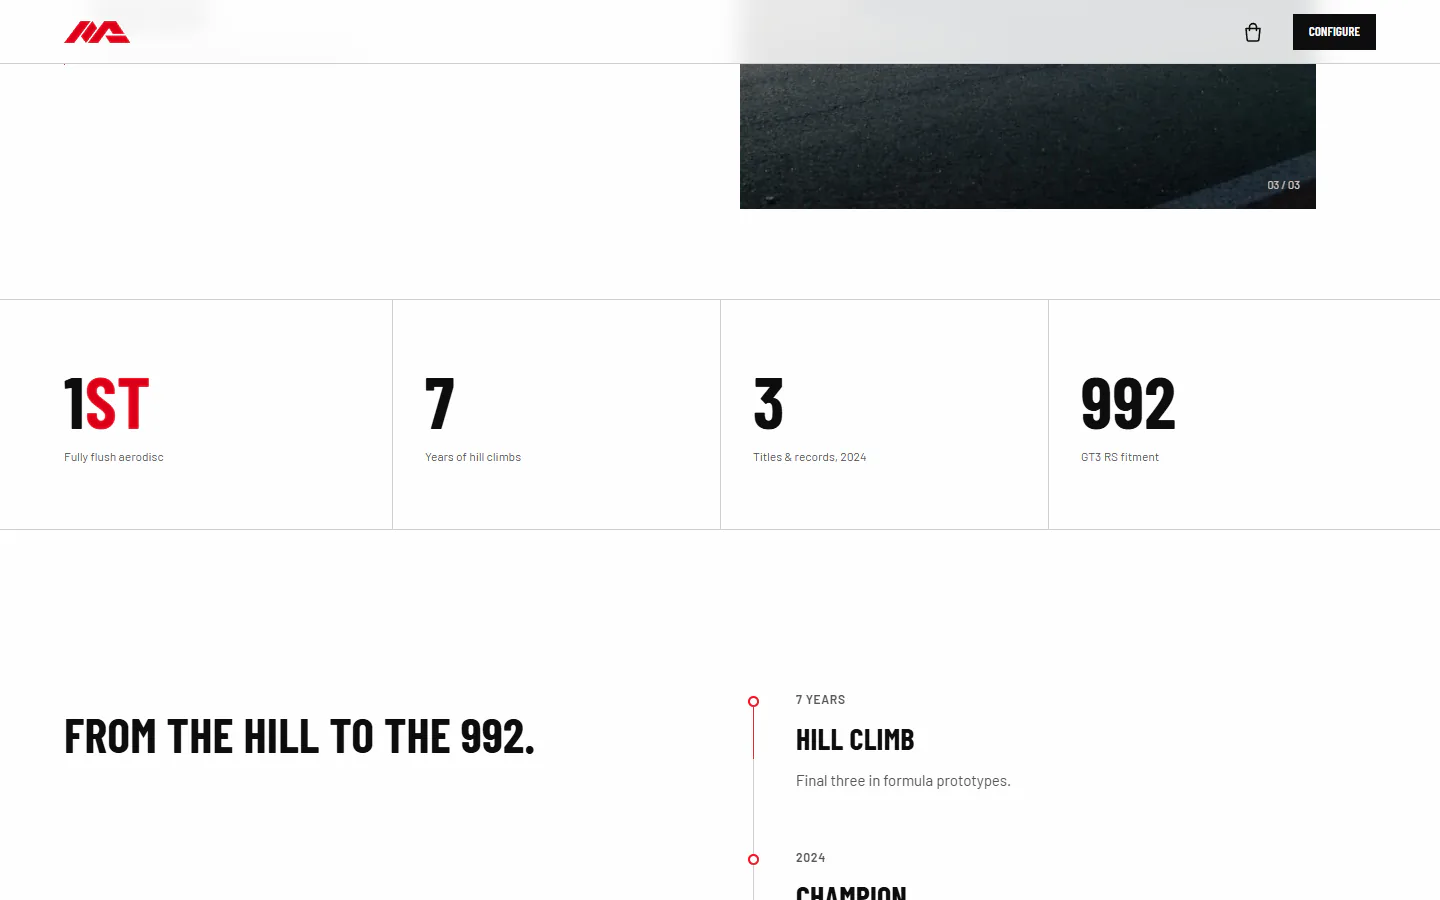 CONFIGURE
03 / 03
1ST
Fully flush aerodisc
7
Years of hill climbs
3
Titles & records, 2024
992
GT3 RS fitment
FROM THE HILL TO THE 992.
7 YEARS
HILL CLIMB
Final three in formula prototypes.
2024
CHAMPION